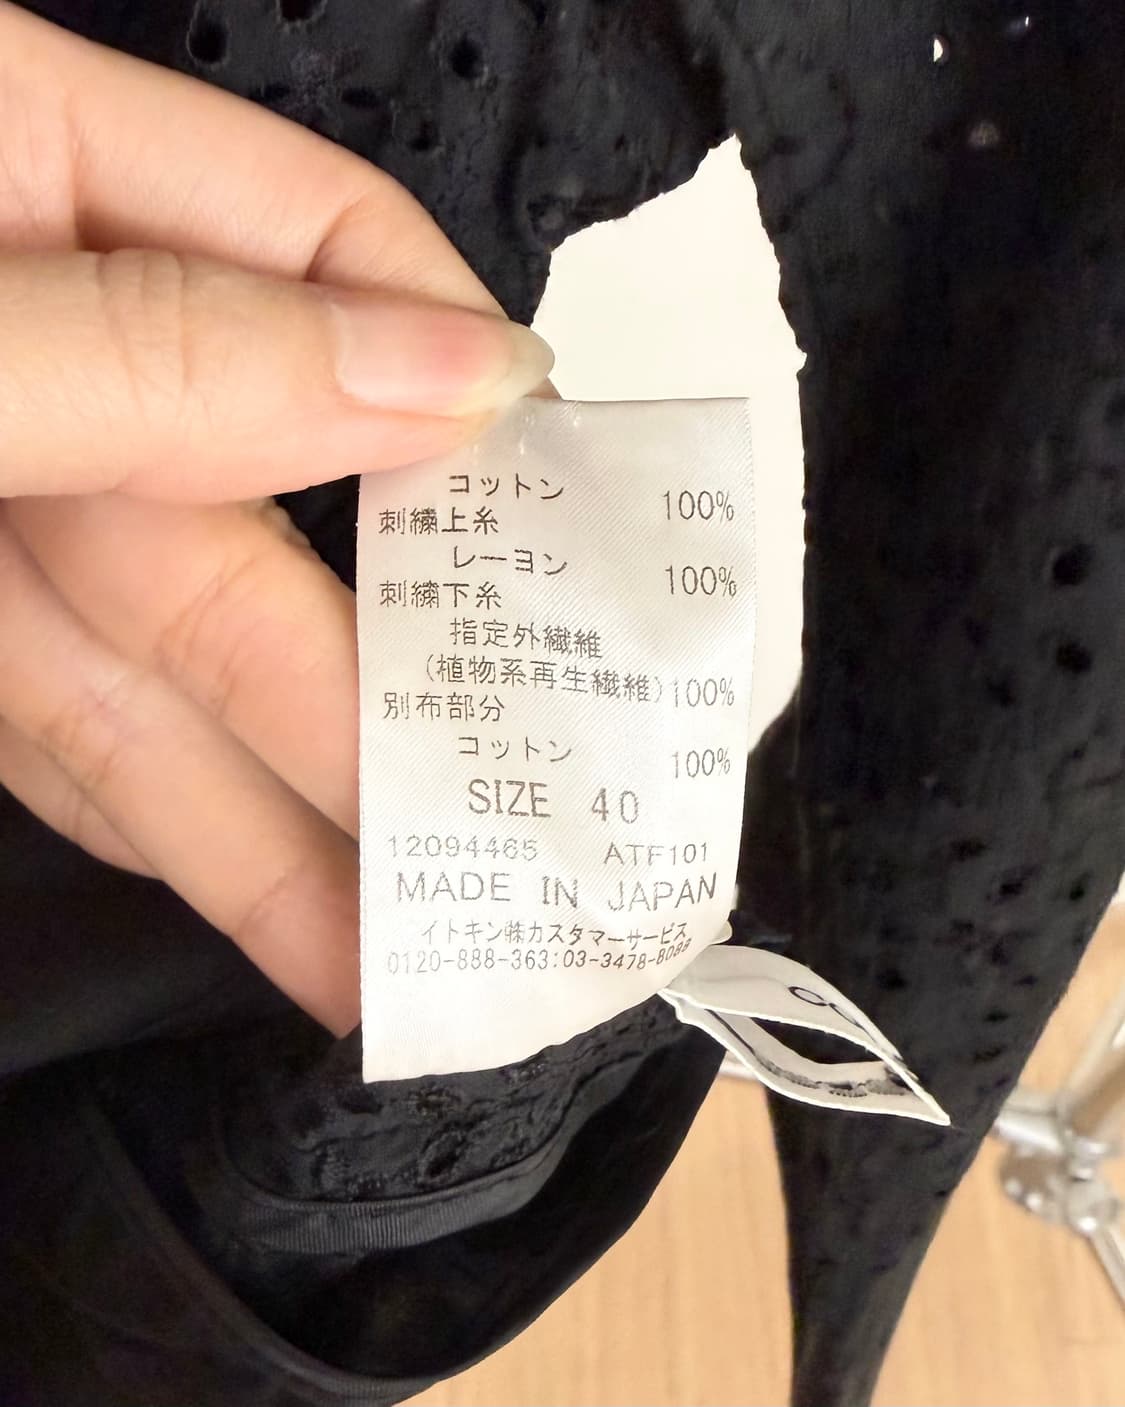 コットン 100%
刺繍上糸
レーヨン 100%
刺繍下糸
指定外繊維
(植物系再生繊維) 100%
別布部分
コットン 100%
SIZE 40
12094465 ATF101
MADE IN JAPAN
イトキン㈱カスタマーサービス
0120-888-363:03-3478-8088